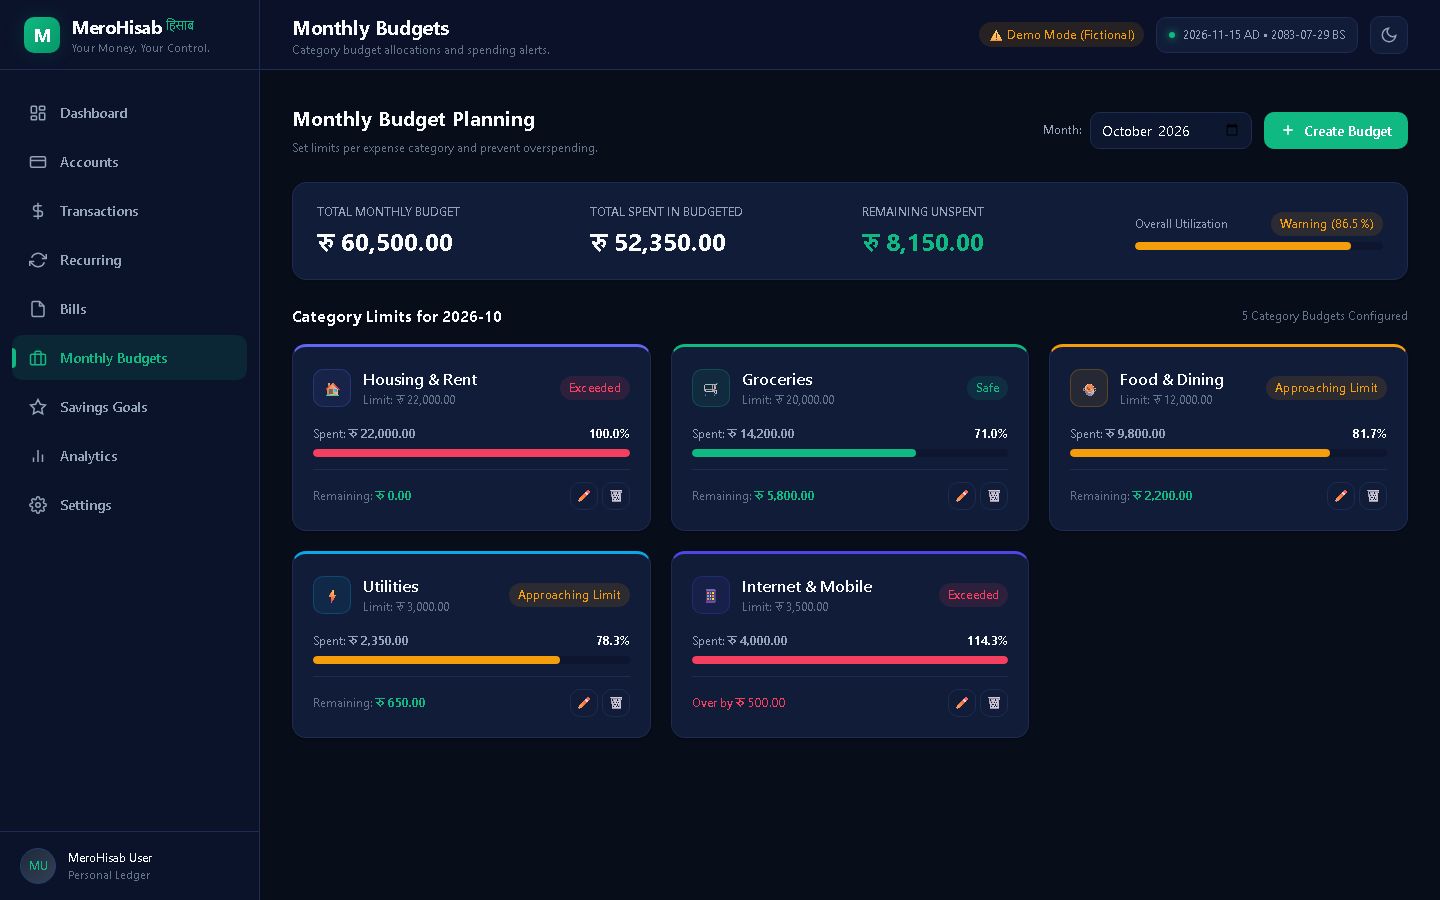 M
MeroHisab हिसाब
Your Money. Your Control.
Dashboard
Accounts
Transactions
Recurring
Bills
Monthly Budgets
Savings Goals
Analytics
Settings
MU
MeroHisab User
Personal Ledger
Monthly Budgets
Category budget allocations and spending alerts.
⚠ Demo Mode (Fictional)
2026-11-15 AD • 2083-07-29 BS
Monthly Budget Planning
Set limits per expense category and prevent overspending.
Month:
October 2026
+ Create Budget
TOTAL MONTHLY BUDGET
रु 60,500.00
TOTAL SPENT IN BUDGETED
रु 52,350.00
REMAINING UNSPENT
रु 8,150.00
Overall Utilization
Warning (86.5%)
Category Limits for 2026-10
5 Category Budgets Configured
Housing & Rent
Limit: रु 22,000.00
Exceeded
Spent: रु 22,000.00
100.0%
Remaining: रु 0.00
Groceries
Limit: रु 20,000.00
Safe
Spent: रु 14,200.00
71.0%
Remaining: रु 5,800.00
Food & Dining
Limit: रु 12,000.00
Approaching Limit
Spent: रु 9,800.00
81.7%
Remaining: रु 2,200.00
Utilities
Limit: रु 3,000.00
Approaching Limit
Spent: रु 2,350.00
78.3%
Remaining: रु 650.00
Internet & Mobile
Limit: रु 3,500.00
Exceeded
Spent: रु 4,000.00
114.3%
Over by रु 500.00